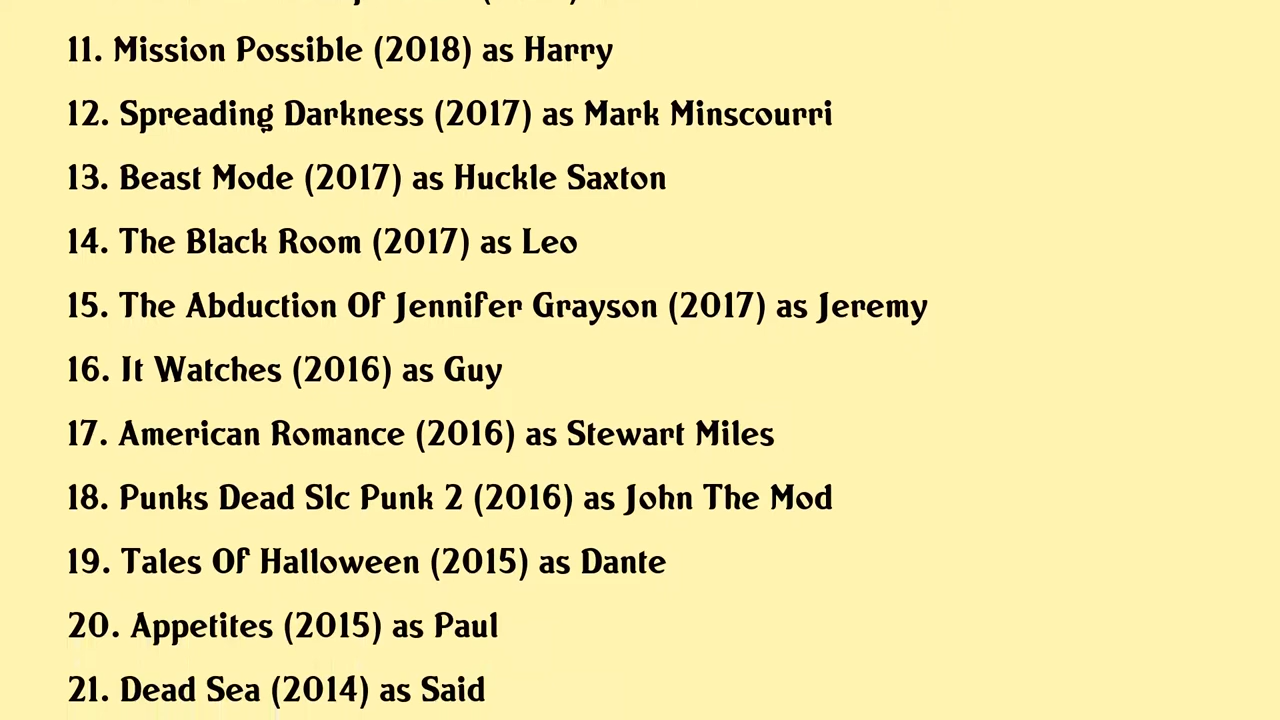 11. Mission Possible (2018) as Harry
12. Spreading Darkness (2017) as Mark Minscourri
13. Beast Mode (2017) as Huckle Saxton
14. The Black Room (2017) as Leo
15. The Abduction Of Jennifer Grayson (2017) as Jeremy
16. It Watches (2016) as Guy
17. American Romance (2016) as Stewart Miles
18. Punks Dead Slc Punk 2 (2016) as John The Mod
19. Tales Of Halloween (2015) as Dante
20. Appetites (2015) as Paul
21. Dead Sea (2014) as Said